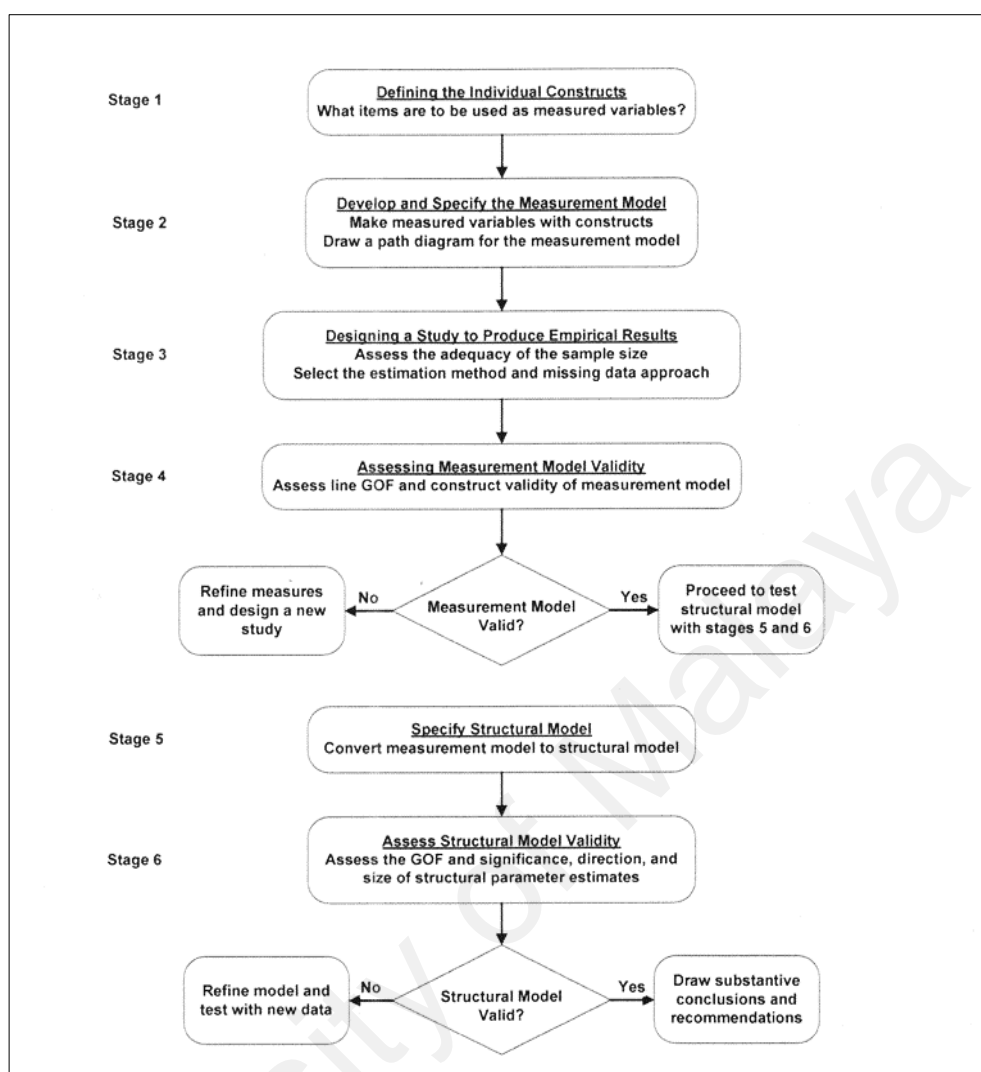 Stage 1
Defining the Individual Constructs
What items are to be used as measured variables?
Stage 2
Develop and Specify the Measurement Model
Make measured variables with constructs
Draw a path diagram for the measurement model
Stage 3
Designing a Study to Produce Empirical Results
Assess the adequacy of the sample size
Select the estimation method and missing data approach
Stage 4
Assessing Measurement Model Validity
Assess line GOF and construct validity of measurement model
Refine measures
and design a new
study
No
Measurement Model
Valid?
Yes
Proceed to test
structural model
with stages 5 and 6
Stage 5
Specify Structural Model
Convert measurement model to structural model
Stage 6
Assess Structural Model Validity
Assess the GOF and significance, direction, and
size of structural parameter estimates
Refine model and
test with new data
No
Structural Model
Valid?
Yes
Draw substantive
conclusions and
recommendations
sity of Malaya